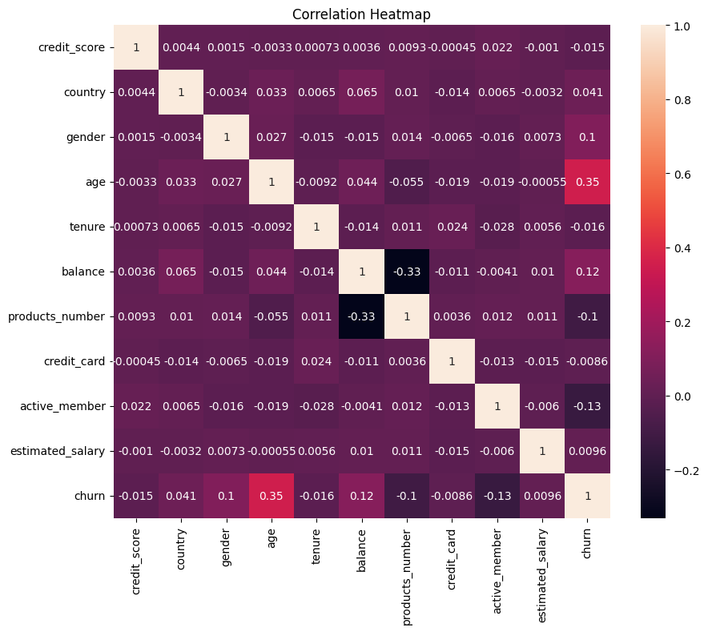 Correlation Heatmap
credit_score 1 0.0044 0.0015 -0.0033 0.00073 0.0036 0.0093 -0.00045 0.022 -0.001 -0.015
country 0.0044 1 -0.0034 0.033 0.0065 0.065 0.01 -0.014 0.0065 -0.0032 0.041
gender 0.0015 -0.0034 1 0.027 -0.015 -0.015 0.014 -0.0065 -0.016 0.0073 0.1
age -0.0033 0.033 0.027 1 -0.0092 0.044 -0.055 -0.019 -0.019 -0.00055 0.35
tenure 0.00073 0.0065 -0.015 -0.0092 1 -0.014 0.011 0.024 -0.028 0.0056 -0.016
balance 0.0036 0.065 -0.015 0.044 -0.014 1 -0.33 -0.011 -0.0041 0.01 0.12
products_number 0.0093 0.01 0.014 -0.055 0.011 -0.33 1 0.0036 0.012 0.011 -0.1
credit_card -0.00045 -0.014 -0.0065 -0.019 0.024 -0.011 0.0036 1 -0.013 -0.015 -0.0086
active_member 0.022 0.0065 -0.016 -0.019 -0.028 -0.0041 0.012 -0.013 1 -0.006 -0.13
estimated_salary -0.001 -0.0032 0.0073 -0.00055 0.0056 0.01 0.011 -0.015 -0.006 1 0.0096
churn -0.015 0.041 0.1 0.35 -0.016 0.12 -0.1 -0.0086 -0.13 0.0096 1
credit_score country gender age tenure balance products_number credit_card active_member estimated_salary churn
1.0
0.8
0.6
0.4
0.2
0.0
−0.2